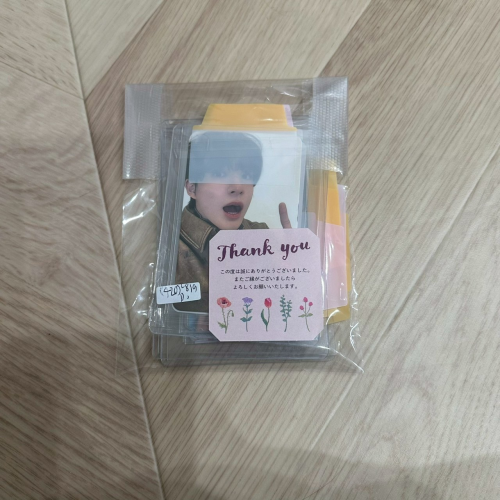 Thank you
この度は誠にありがとうございました。
またご縁がございましたら
よろしくお願いいたします。